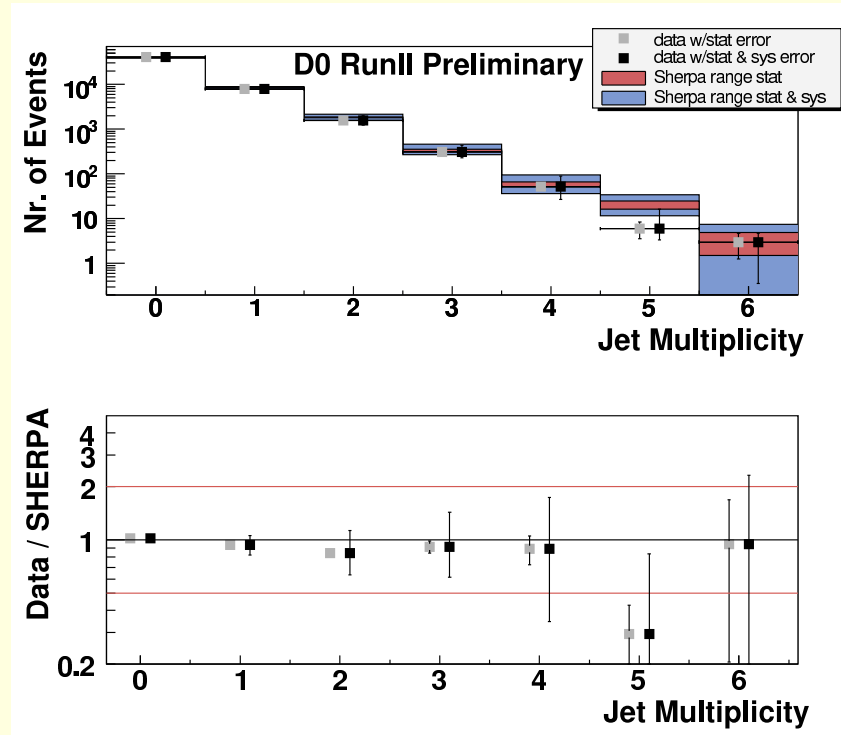 D0 RunII Preliminary
data w/stat error
data w/stat & sys error
Sherpa range stat
Sherpa range stat & sys
Nr. of Events
10⁴
10³
10²
10
1
0 1 2 3 4 5 6
Jet Multiplicity
Data / SHERPA
4
3
2
1
0.2
0 1 2 3 4 5 6
Jet Multiplicity